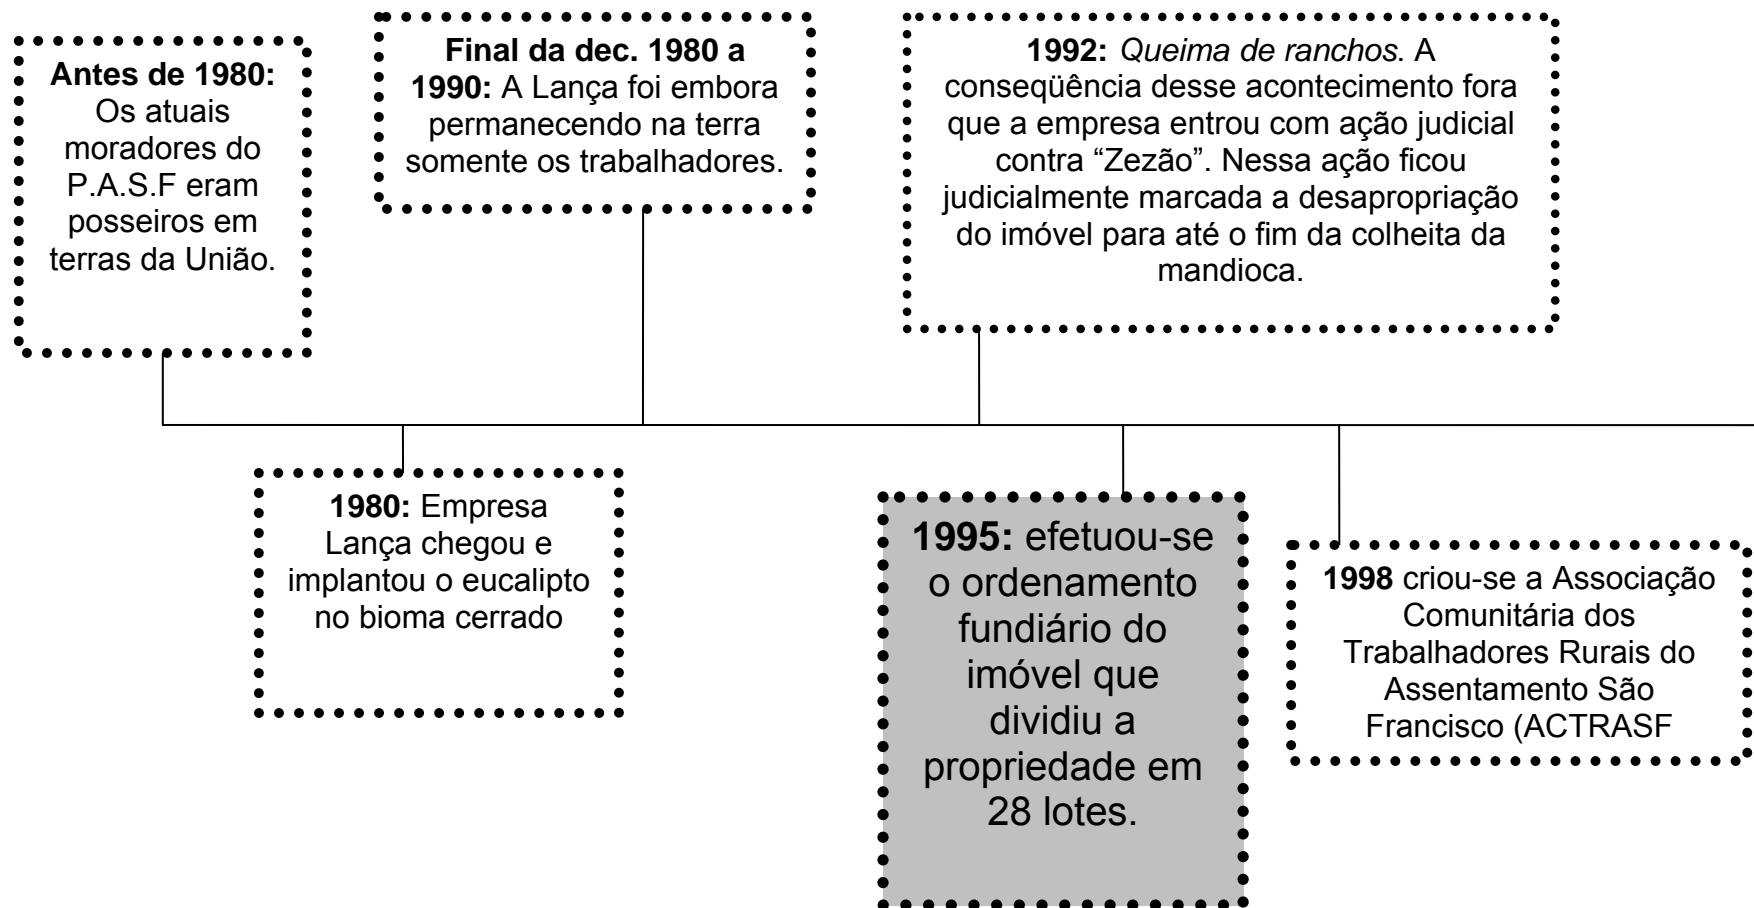 Antes de 1980:
Os atuais
moradores do
P.A.S.F eram
posseiros em
terras da União.
Final da dec. 1980 a
1990: A Lança foi embora
permanecendo na terra
somente os trabalhadores.
1992: Queima de ranchos. A
conseqüência desse acontecimento fora
que a empresa entrou com ação judicial
contra “Zezão”. Nessa ação ficou
judicialmente marcada a desapropriação
do imóvel para até o fim da colheita da
mandioca.
1980: Empresa
Lança chegou e
implantou o eucalipto
no bioma cerrado
1995: efetuou-se
o ordenamento
fundiário do
imóvel que
dividiu a
propriedade em
28 lotes.
1998 criou-se a Associação
Comunitária dos
Trabalhadores Rurais do
Assentamento São
Francisco (ACTRASF